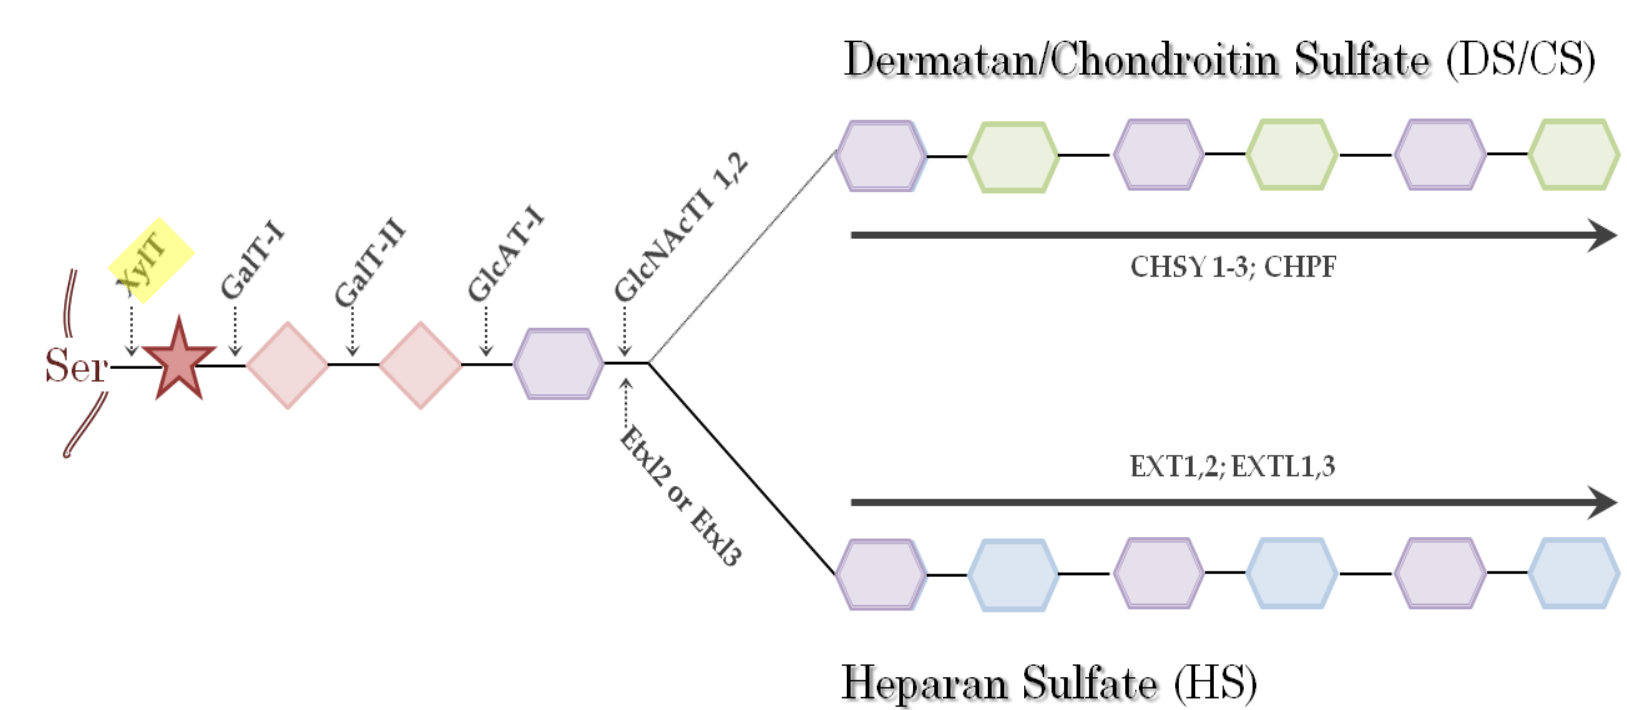 Dermatan/Chondroitin Sulfate (DS/CS)
CHSY 1-3; CHPF
XylT
GalT-I
GalT-II
GlcAT-I
GlcNAcTI 1,2
Ser
Etxl2 or Etxl3
EXT1,2; EXTL1,3
Heparan Sulfate (HS)